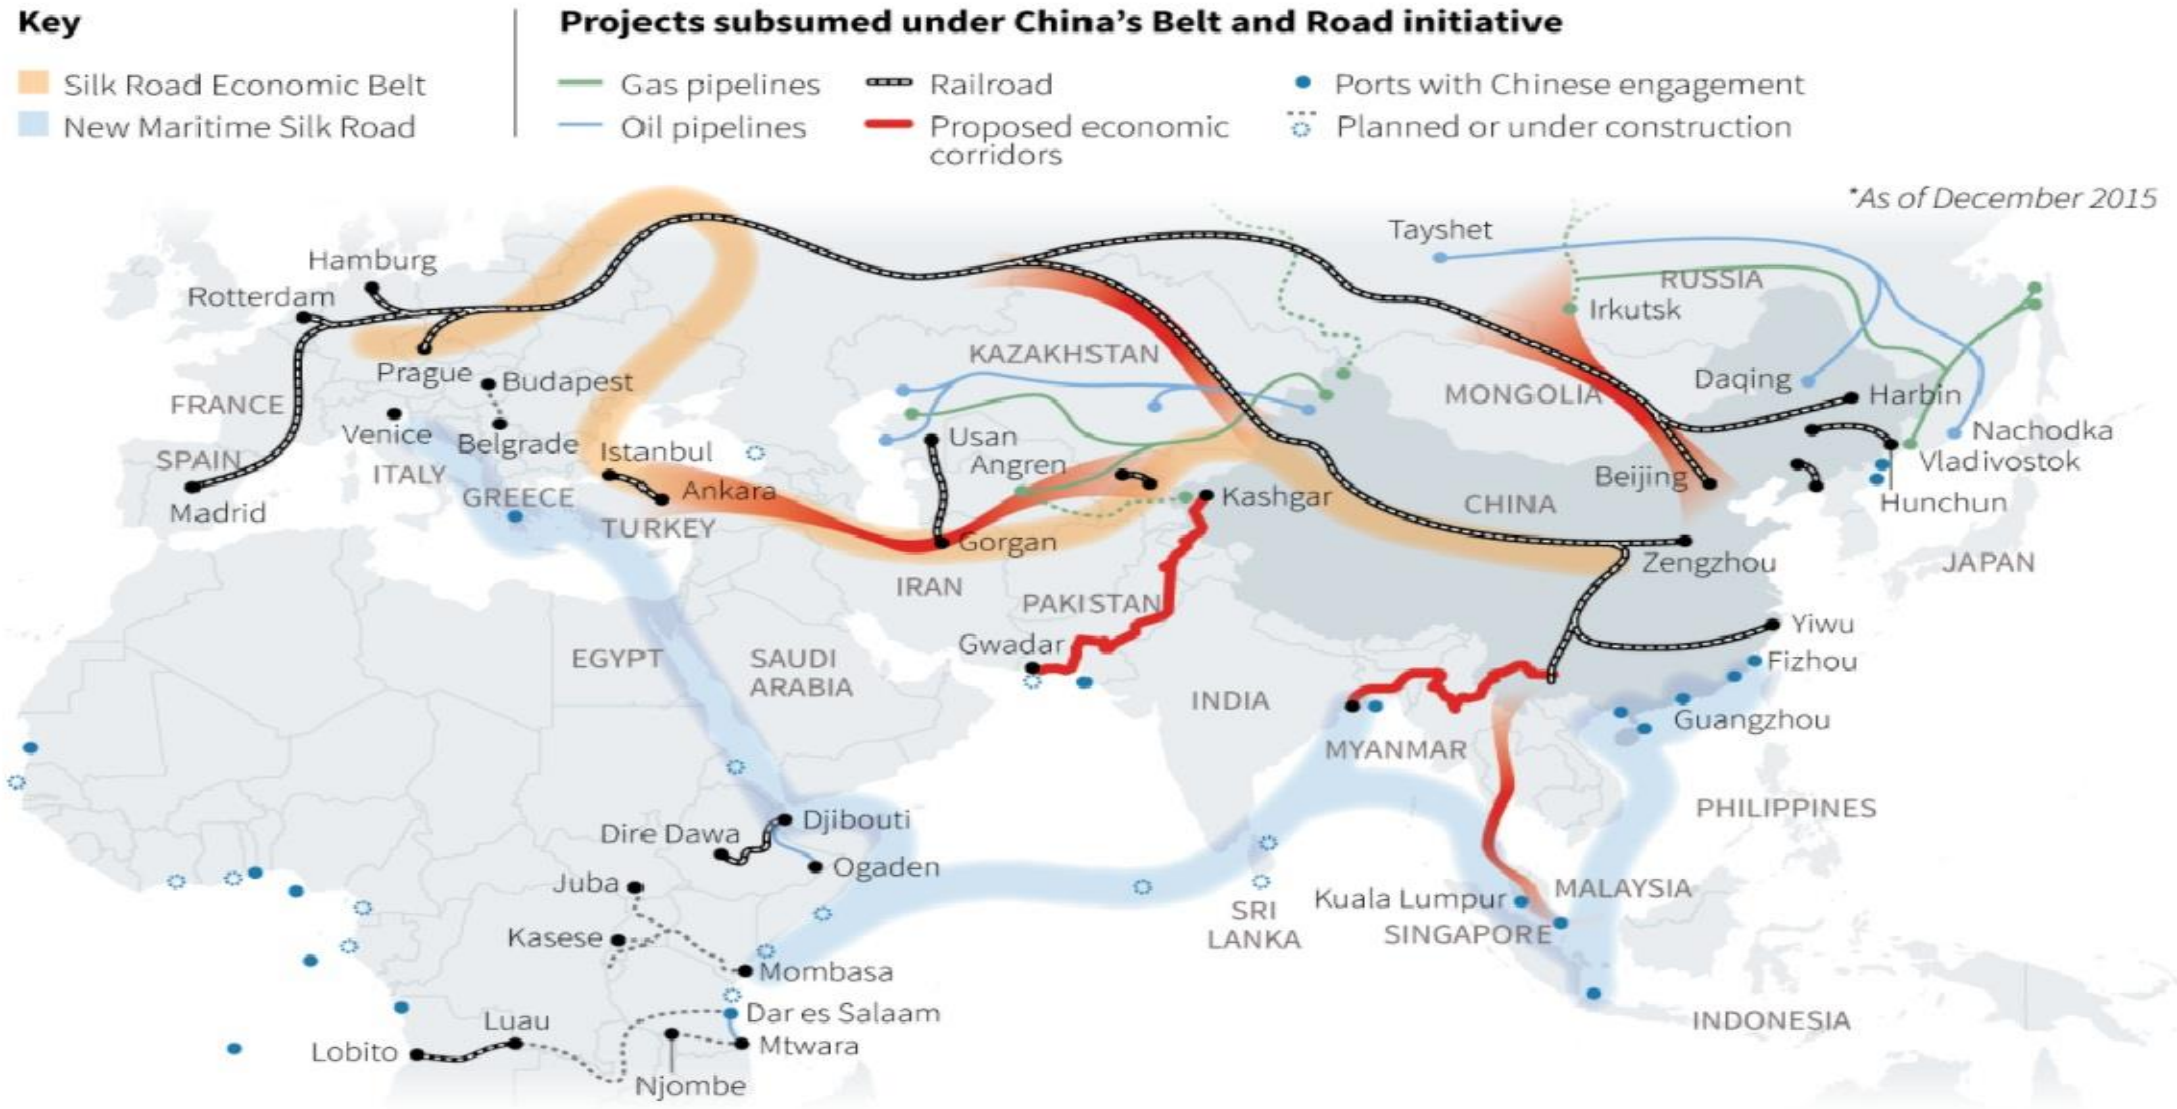 Key
Silk Road Economic Belt
New Maritime Silk Road
Projects subsumed under China's Belt and Road initiative
Gas pipelines
Oil pipelines
Railroad
Proposed economic
corridors
Ports with Chinese engagement
Planned or under construction
*As of December 2015
Tayshet
Hamburg
Rotterdam
RUSSIA
Irkutsk
KAZAKHSTAN
Prague
Budapest
MONGOLIA
Daqing
Harbin
FRANCE
Venice
Belgrade
Istanbul
Usan
Nachodka
SPAIN
ITALY
Angren
Vladivostok
Beijing
Ankara
GREECE
Kashgar
CHINA
Hunchun
Madrid
TURKEY
Gorgan
Zengzhou
JAPAN
IRAN
PAKISTAN
Gwadar
Yiwu
EGYPT
SAUDI
ARABIA
Fizhou
INDIA
Guangzhou
MYANMAR
PHILIPPINES
Djibouti
Dire Dawa
Ogaden
Juba
MALAYSIA
Kuala Lumpur
SRI
LANKA
SINGAPORE
Kasese
Mombasa
Dar es Salaam
Luau
INDONESIA
Lobito
Mtwara
Njombe